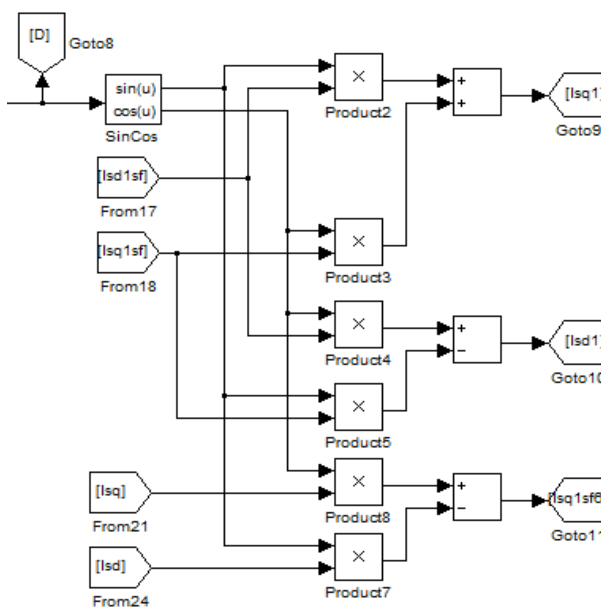 [D]
Goto8
sin(u)
cos(u)
SinCos
×
Product2
+
+
[Isq1]
Goto9
[Isd1sf]
From17
[Isq1sf]
From18
×
Product3
×
Product4
+
−
[Isd1]
Goto10
×
Product5
[Isq]
From21
×
Product8
+
−
[Isq1sf6
Goto11
×
Product7
[Isd]
From24